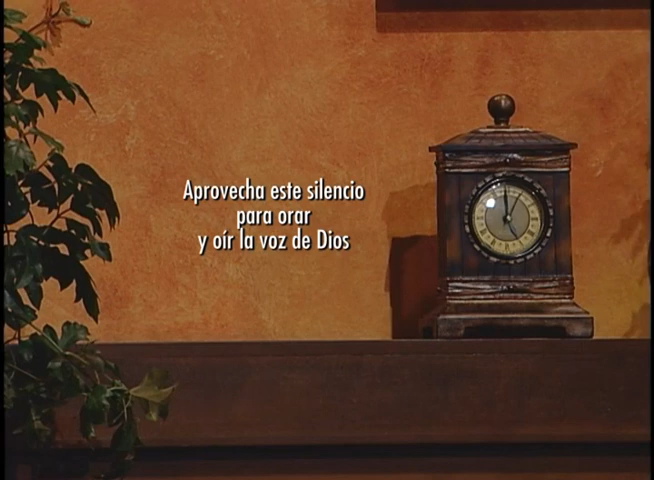 Aprovecha este silencio
para orar
y oír la voz de Dios